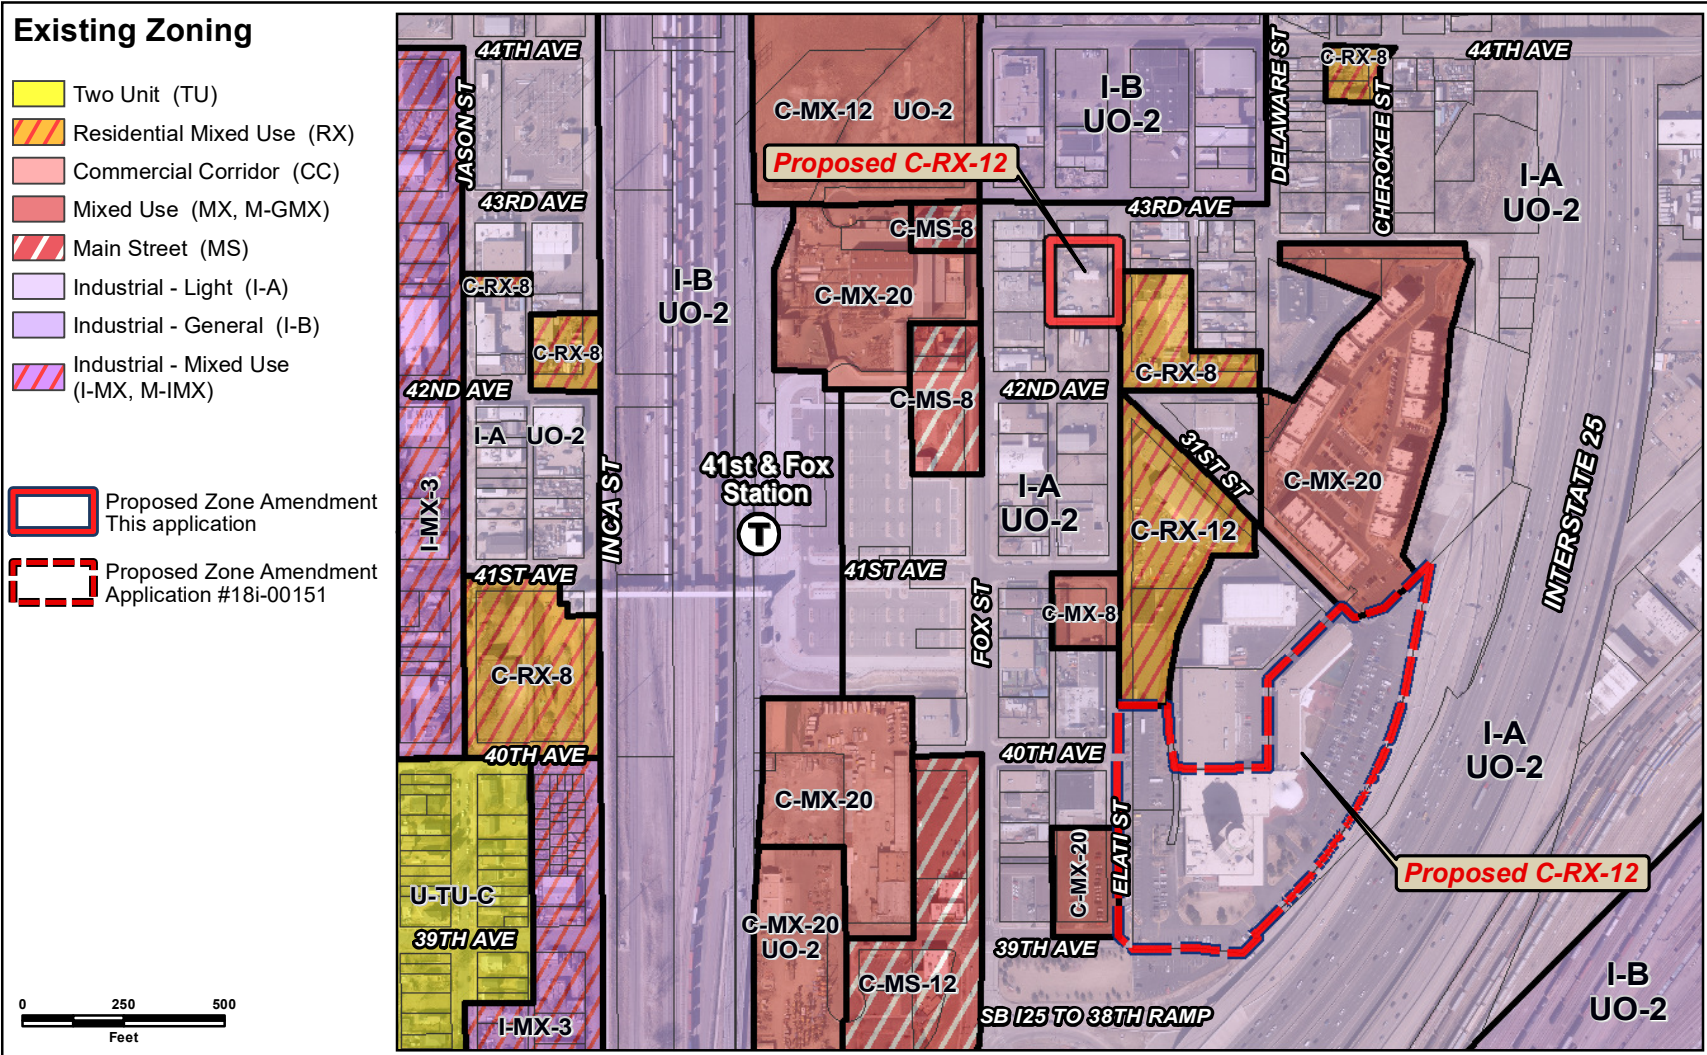 Existing Zoning
Two Unit (TU)
Residential Mixed Use (RX)
Commercial Corridor (CC)
Mixed Use (MX, M-GMX)
Main Street (MS)
Industrial - Light (I-A)
Industrial - General (I-B)
Industrial - Mixed Use
(I-MX, M-IMX)
Proposed Zone Amendment
This application
Proposed Zone Amendment
Application #18i-00151
0 250 500
Feet
44TH AVE
JASON ST
43RD AVE
C-RX-8
C-RX-8
42ND AVE
I-A UO-2
I-MX-3
INCA ST
41ST AVE
C-RX-8
40TH AVE
U-TU-C
39TH AVE
I-MX-3
I-B
UO-2
41st & Fox
Station
T
C-MX-12 UO-2
Proposed C-RX-12
C-MS-8
C-MX-20
C-MS-8
41ST AVE
FOX ST
C-MX-20
C-MX-20
UO-2
C-MS-12
I-B
UO-2
DELAWARE ST
C-RX-8
44TH AVE
CHEROKEE ST
I-A
UO-2
43RD AVE
42ND AVE
C-RX-8
I-A
UO-2
31ST ST
C-RX-12
C-MX-20
INTERSTATE 25
C-MX-8
40TH AVE
I-A
UO-2
C-MX-20
ELATI ST
Proposed C-RX-12
39TH AVE
SB I25 TO 38TH RAMP
I-B
UO-2